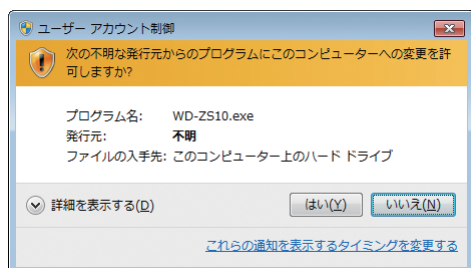 ユーザー アカウント制御
次の不明な発行元からのプログラムにこのコンピューターへの変更を許
可しますか?
プログラム名: WD-ZS10.exe
発行元: 不明
ファイルの入手先: このコンピューター上のハード ドライブ
詳細を表示する(D) はい(Y) いいえ(N)
これらの通知を表示するタイミングを変更する